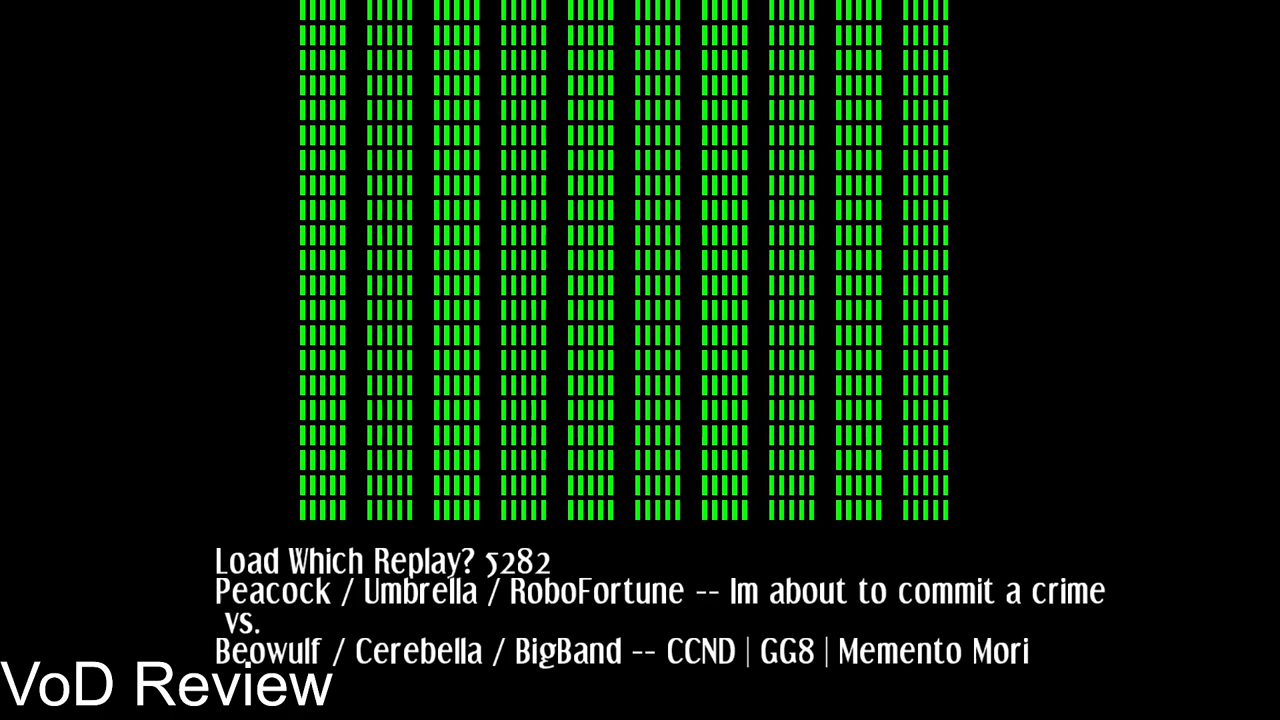 Load Which Replay? 5282
Peacock / Umbrella / RoboFortune -- Im about to commit a crime
vs.
Beowulf / Cerebella / BigBand -- CCND | GG8 | Memento Mori
VoD Review